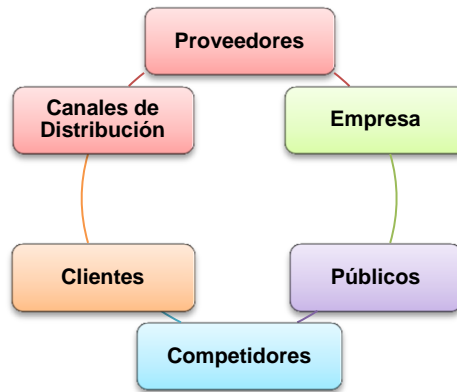 Proveedores
Canales de
Distribución
Empresa
Clientes
Públicos
Competidores